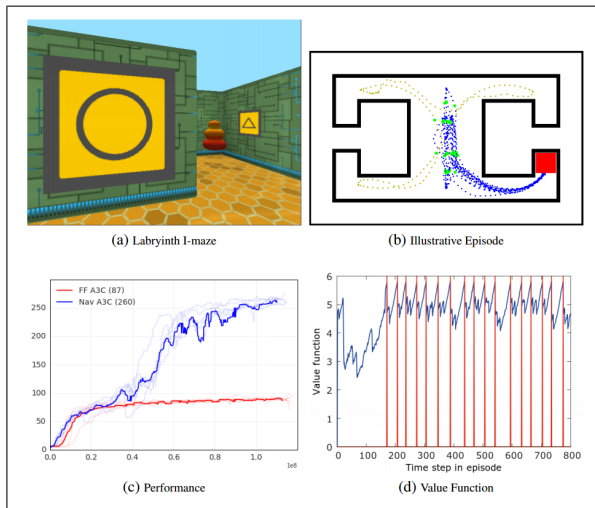 (a) Labryinth I-maze
(b) Illustrative Episode
FF A3C (87)
Nav A3C (260)
250
200
150
100
50
0
0.0 0.2 0.4 0.6 0.8 1.0
1e8
(c) Performance
Value function
6
5
4
3
2
1
0
0 100 200 300 400 500 600 700 800
Time step in episode
(d) Value Function